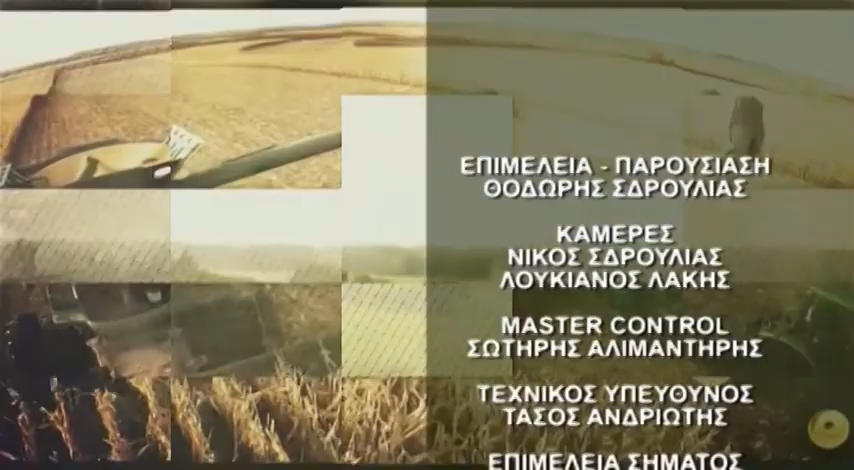 ΕΠΙΜΕΛΕΙΑ - ΠΑΡΟΥΣΙΑΣΗ
ΘΟΔΩΡΗΣ ΣΔΡΟΥΛΙΑΣ
ΚΑΜΕΡΕΣ
ΝΙΚΟΣ ΣΔΡΟΥΛΙΑΣ
ΛΟΥΚΙΑΝΟΣ ΛΑΚΗΣ
MASTER CONTROL
ΣΩΤΗΡΗΣ ΑΛΙΜΑΝΤΗΡΗΣ
ΤΕΧΝΙΚΟΣ ΥΠΕΥΘΥΝΟΣ
ΤΑΣΟΣ ΑΝΔΡΙΩΤΗΣ
ΕΠΙΜΕΛΕΙΑ ΣΗΜΑΤΟΣ